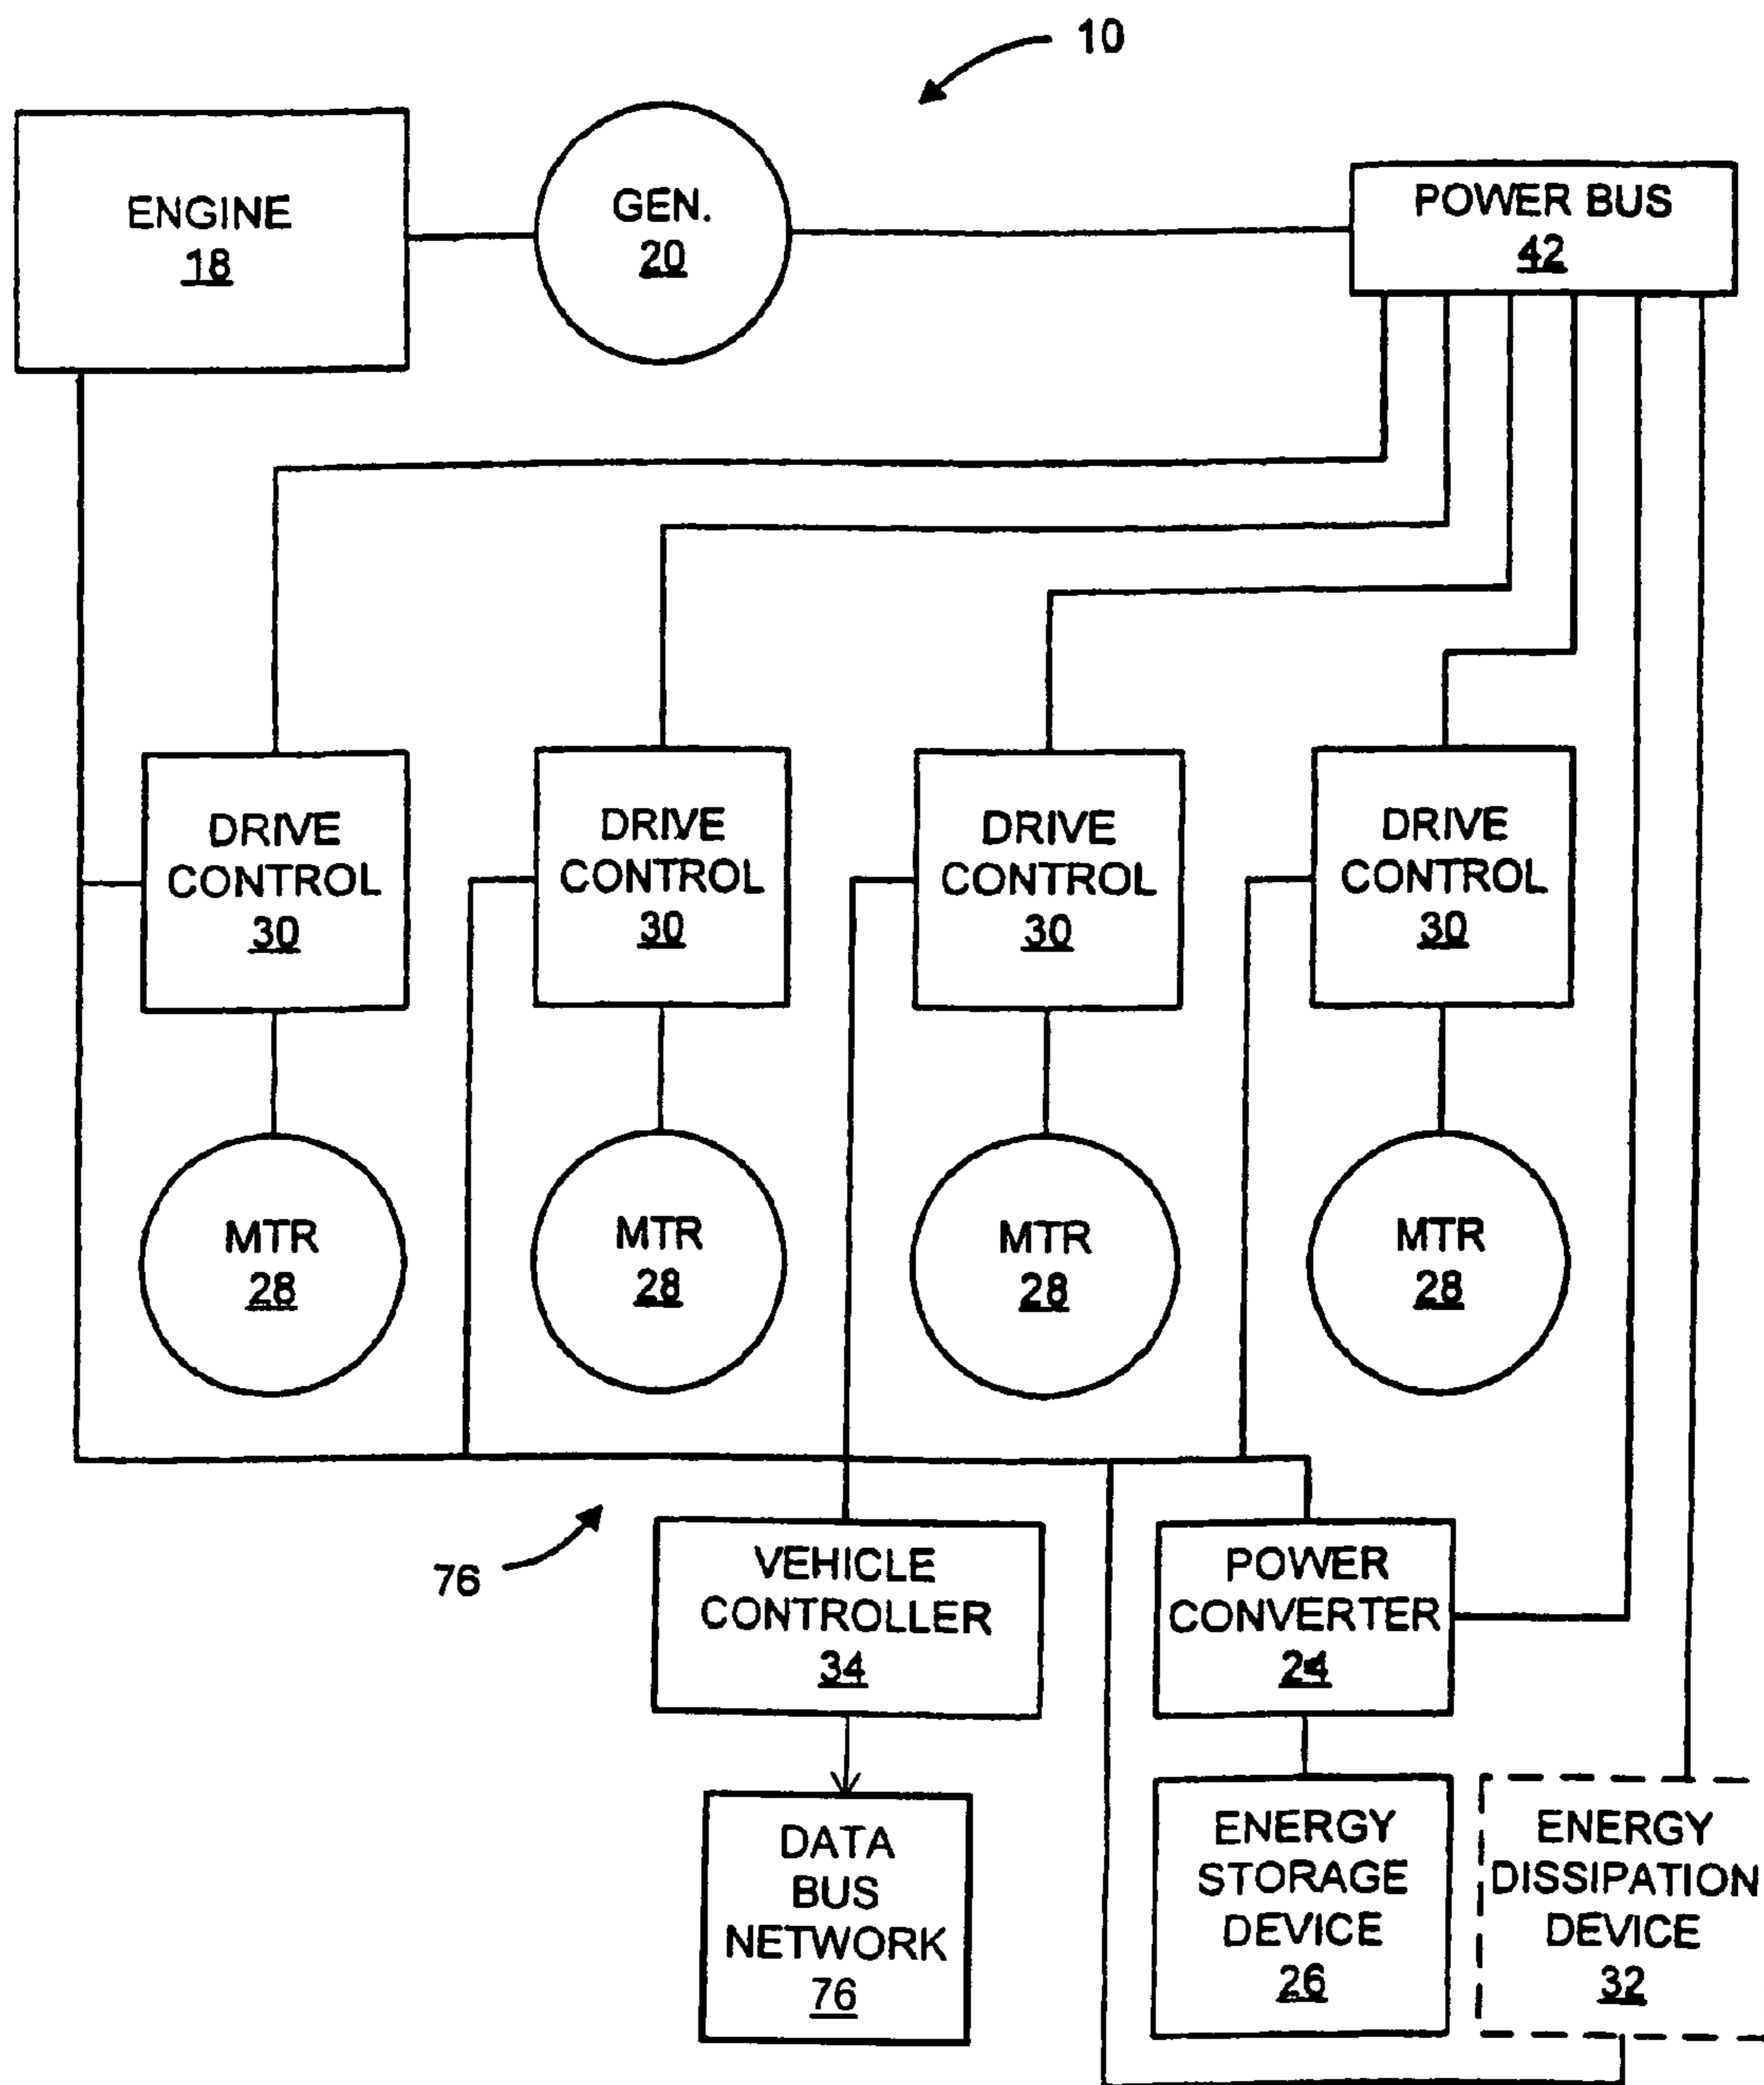 10
ENGINE
18
GEN.
20
POWER BUS
42
DRIVE
CONTROL
30
DRIVE
CONTROL
30
DRIVE
CONTROL
30
DRIVE
CONTROL
30
MTR
28
MTR
28
MTR
28
MTR
28
76
VEHICLE
CONTROLLER
34
POWER
CONVERTER
24
DATA
BUS
NETWORK
76
ENERGY
STORAGE
DEVICE
26
ENERGY
DISSIPATION
DEVICE
32